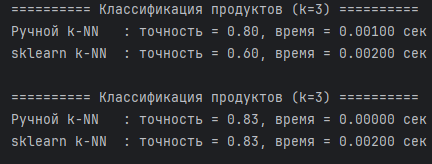 ========== Классификация продуктов (k=3) ==========
Ручной k-NN   : точность = 0.80, время = 0.00100 сек
sklearn k-NN  : точность = 0.60, время = 0.00200 сек
========== Классификация продуктов (k=3) ==========
Ручной k-NN   : точность = 0.83, время = 0.00000 сек
sklearn k-NN  : точность = 0.83, время = 0.00200 сек